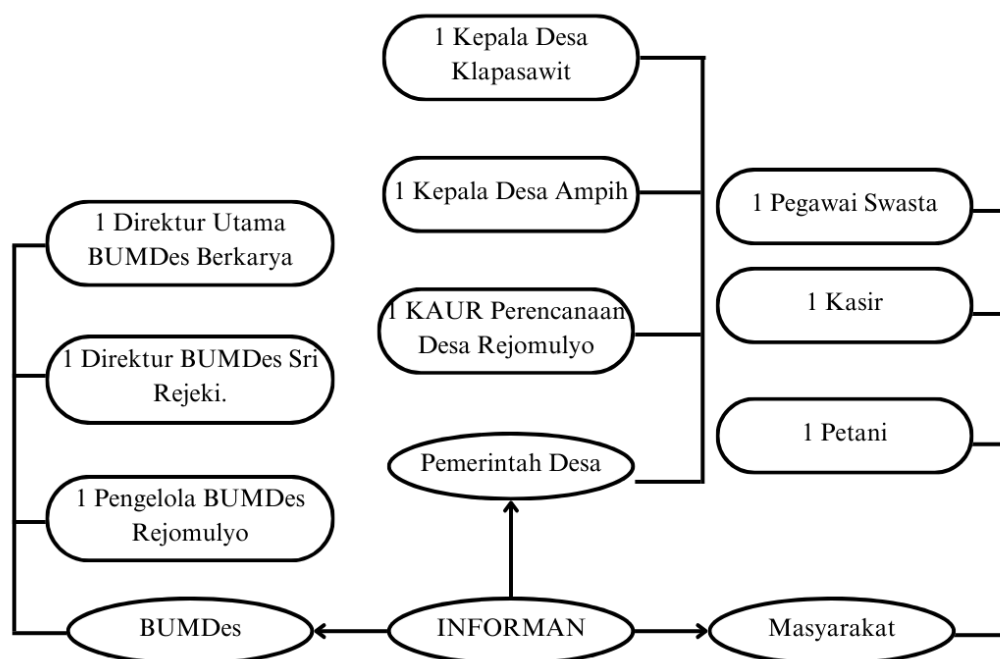 1 Kepala Desa
Klapasawit
1 Kepala Desa Ampih
1 KAUR Perencanaan
Desa Rejomulyo
Pemerintah Desa
1 Direktur Utama
BUMDes Berkarya
1 Direktur BUMDes Sri
Rejeki.
1 Pengelola BUMDes
Rejomulyo
BUMDes
INFORMAN
1 Pegawai Swasta
1 Kasir
1 Petani
Masyarakat